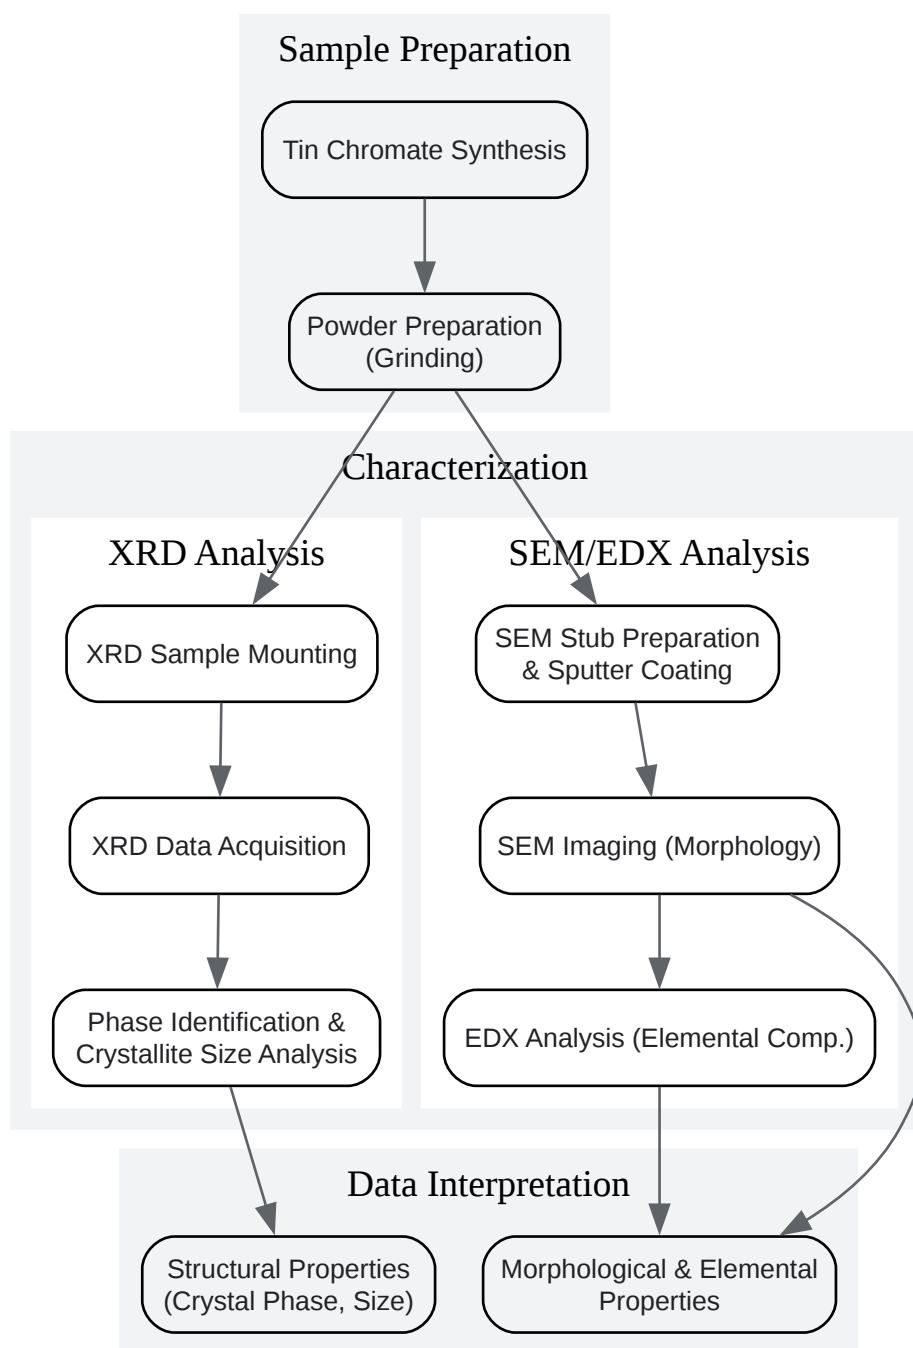 Sample Preparation
Tin Chromate Synthesis
Powder Preparation
(Grinding)
Characterization
XRD Analysis
XRD Sample Mounting
XRD Data Acquisition
Phase Identification &
Crystallite Size Analysis
SEM/EDX Analysis
SEM Stub Preparation
& Sputter Coating
SEM Imaging (Morphology)
EDX Analysis (Elemental Comp.)
Data Interpretation
Structural Properties
(Crystal Phase, Size)
Morphological & Elemental
Properties